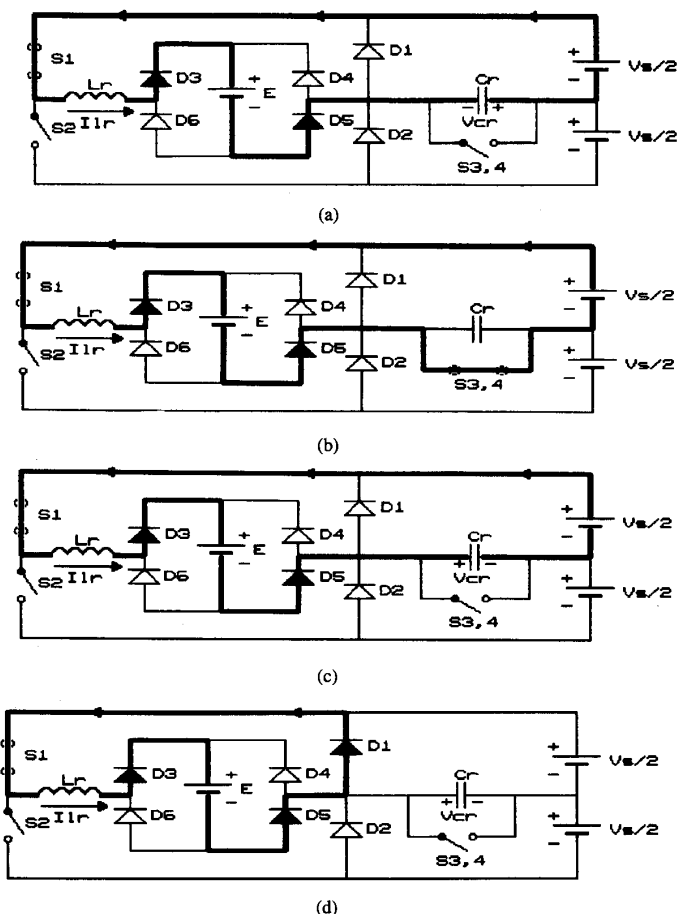 S1
Lr
S2
Ilr
D3
D6
+
E
−
D4
D5
D1
D2
Cr
− +
Vcr
S3,4
+
−
Vs/2
+
−
Vs/2
(a)
S1
Lr
S2
Ilr
D3
D6
+
E
−
D4
D5
D1
D2
Cr
S3,4
+
−
Vs/2
+
−
Vs/2
(b)
S1
Lr
S2
Ilr
D3
D6
+
E
−
D4
D5
D1
D2
Cr
+ −
Vcr
S3,4
+
−
Vs/2
+
−
Vs/2
(c)
S1
Lr
S2
Ilr
D3
D6
+
E
−
D4
D5
D1
D2
Cr
+ −
Vcr
S3,4
+
−
Vs/2
+
−
Vs/2
(d)